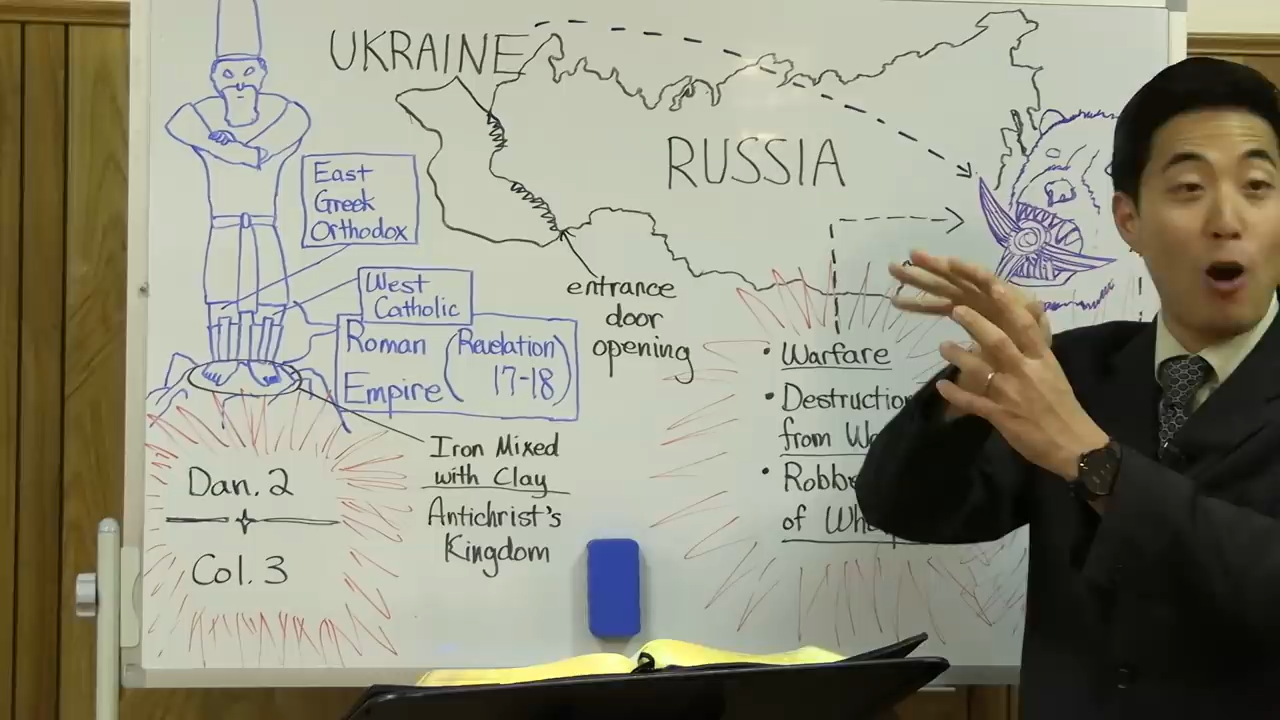 UKRAINE
RUSSIA
East
Greek
Orthodox
West
Catholic
Roman
Empire
(Revelation
17-18)
entrance
door
opening
Iron Mixed
with Clay
Antichrist's
Kingdom
Dan. 2
Col. 3
• Warfare
• Destruction
from
•
of